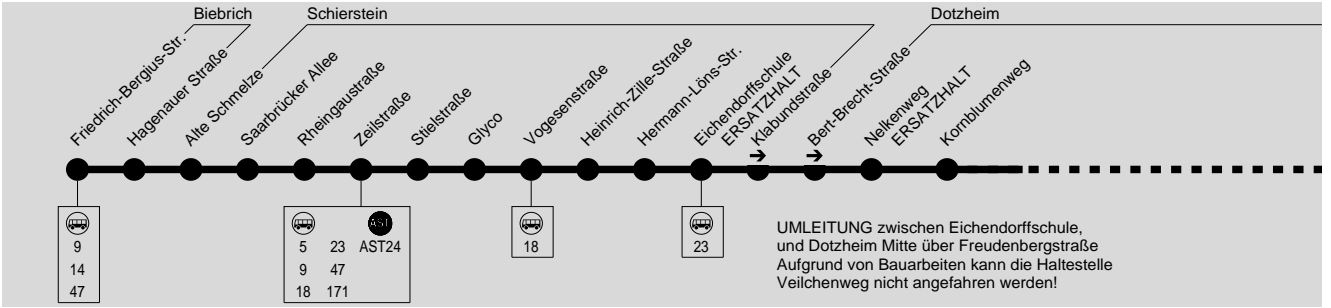 Biebrich
Schierstein
Dotzheim
Friedrich-Bergius-Str.
Hagenauer Straße
Alte Schmelze
Saarbrücker Allee
Rheingaustraße
Zeilstraße
Stielstraße
Glyco
Vogesenstraße
Heinrich-Zille-Straße
Hermann-Löns-Str.
Eichendorffschule
ERSATZHALT
Klabundstraße
Bert-Brecht-Straße
Nelkenweg
ERSATZHALT
Kornblumenweg
9
14
47
AST
5 23 AST24
9 47
18 171
18
23
UMLEITUNG zwischen Eichendorffschule,
und Dotzheim Mitte über Freudenbergstraße
Aufgrund von Bauarbeiten kann die Haltestelle
Veilchenweg nicht angefahren werden!